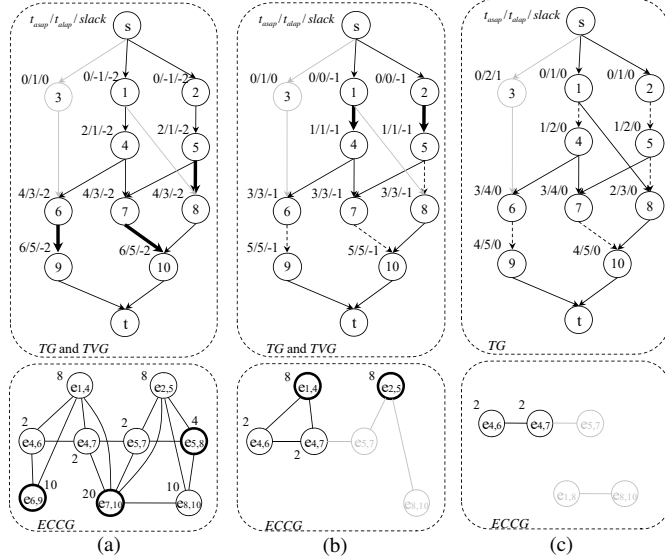 t_asap / t_alap / slack
s
0/1/0 0/-1/-2 0/-1/-2
3 1 2
2/1/-2 2/1/-2
4 5
4/3/-2 4/3/-2 4/3/-2
6 7 8
6/5/-2 6/5/-2
9 10
t
TG and TVG
8 8
e1,4 e2,5
2 4
e4,6 e4,7 e5,7 e5,8
2 2
10 20 10
e6,9 e7,10 e8,10
ECCG
(a)
t_asap / t_alap / slack
s
0/1/0 0/0/-1 0/0/-1
3 1 2
1/1/-1 1/1/-1
4 5
3/3/-1 3/3/-1 3/3/-1
6 7 8
5/5/-1 5/5/-1
9 10
t
TG and TVG
8 8
e1,4 e2,5
2
e4,6 e4,7 e5,7
2
e8,10
ECCG
(b)
t_asap / t_alap / slack
s
0/2/1 0/1/0 0/1/0
3 1 2
1/2/0 1/2/0
4 5
3/4/0 3/4/0 2/3/0
6 7 8
4/5/0 4/5/0
9 10
t
TG
2 2
e4,6 e4,7 e5,7
e1,8 e8,10
ECCG
(c)